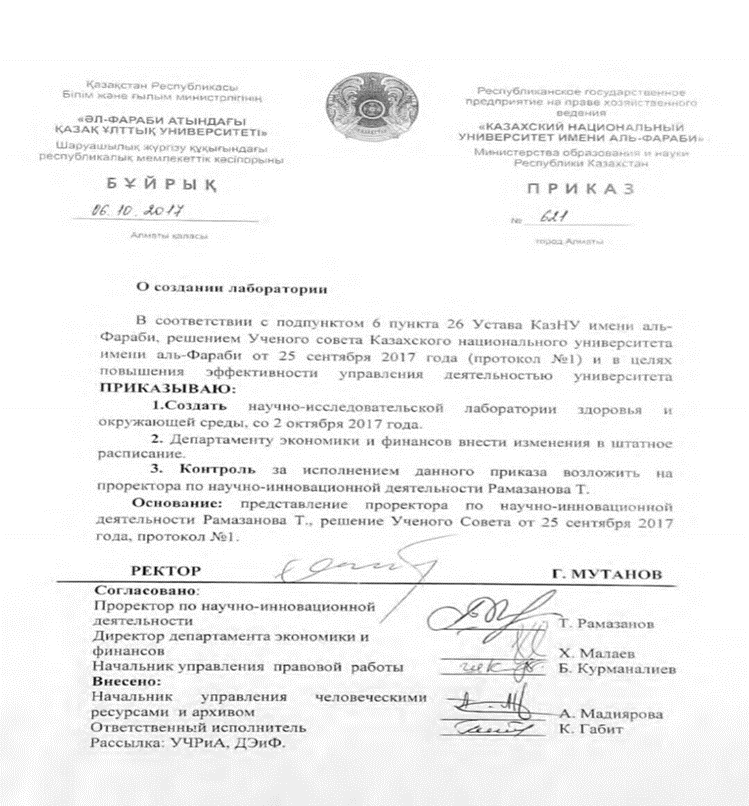 Қазақстан Республикасы
Білім және ғылым министрлігінің
«ӘЛ-ФАРАБИ АТЫНДАҒЫ
ҚАЗАҚ ҰЛТТЫҚ УНИВЕРСИТЕТІ»
Шаруашылық жүргізу құқығындағы
республикалық мемлекеттік кәсіпорыны
БҰЙРЫҚ
06.10.2017
Алматы қаласы
Республиканское государственное
предприятие на праве хозяйственного
ведения
«КАЗАХСКИЙ НАЦИОНАЛЬНЫЙ
УНИВЕРСИТЕТ ИМЕНИ АЛЬ-ФАРАБИ»
Министерства образования и науки
Республики Казахстан
ПРИКАЗ
№ 621
город Алматы
О создании лаборатории
В соответствии с подпунктом 6 пункта 26 Устава КазНУ имени аль-
Фараби, решением Ученого совета Казахского национального университета
имени аль-Фараби от 25 сентября 2017 года (протокол №1) и в целях
повышения эффективности управления деятельностью университета
ПРИКАЗЫВАЮ:
1.Создать научно-исследовательской лаборатории здоровья и
окружающей среды, со 2 октября 2017 года.
2. Департаменту экономики и финансов внести изменения в штатное
расписание.
3. Контроль за исполнением данного приказа возложить на
проректора по научно-инновационной деятельности Рамазанова Т.
Основание: представление проректора по научно-инновационной
деятельности Рамазанова Т., решение Ученого Совета от 25 сентября 2017
года, протокол №1.
РЕКТОР Г. МУТАНОВ
Согласовано:
Проректор по научно-инновационной
деятельности Т. Рамазанов
Директор департамента экономики и
финансов Х. Малаев
Начальник управления правовой работы Б. Курманалиев
Внесено:
Начальник управления человеческими
ресурсами и архивом А. Мадиярова
Ответственный исполнитель К. Габит
Рассылка: УЧРиА, ДЭиФ.